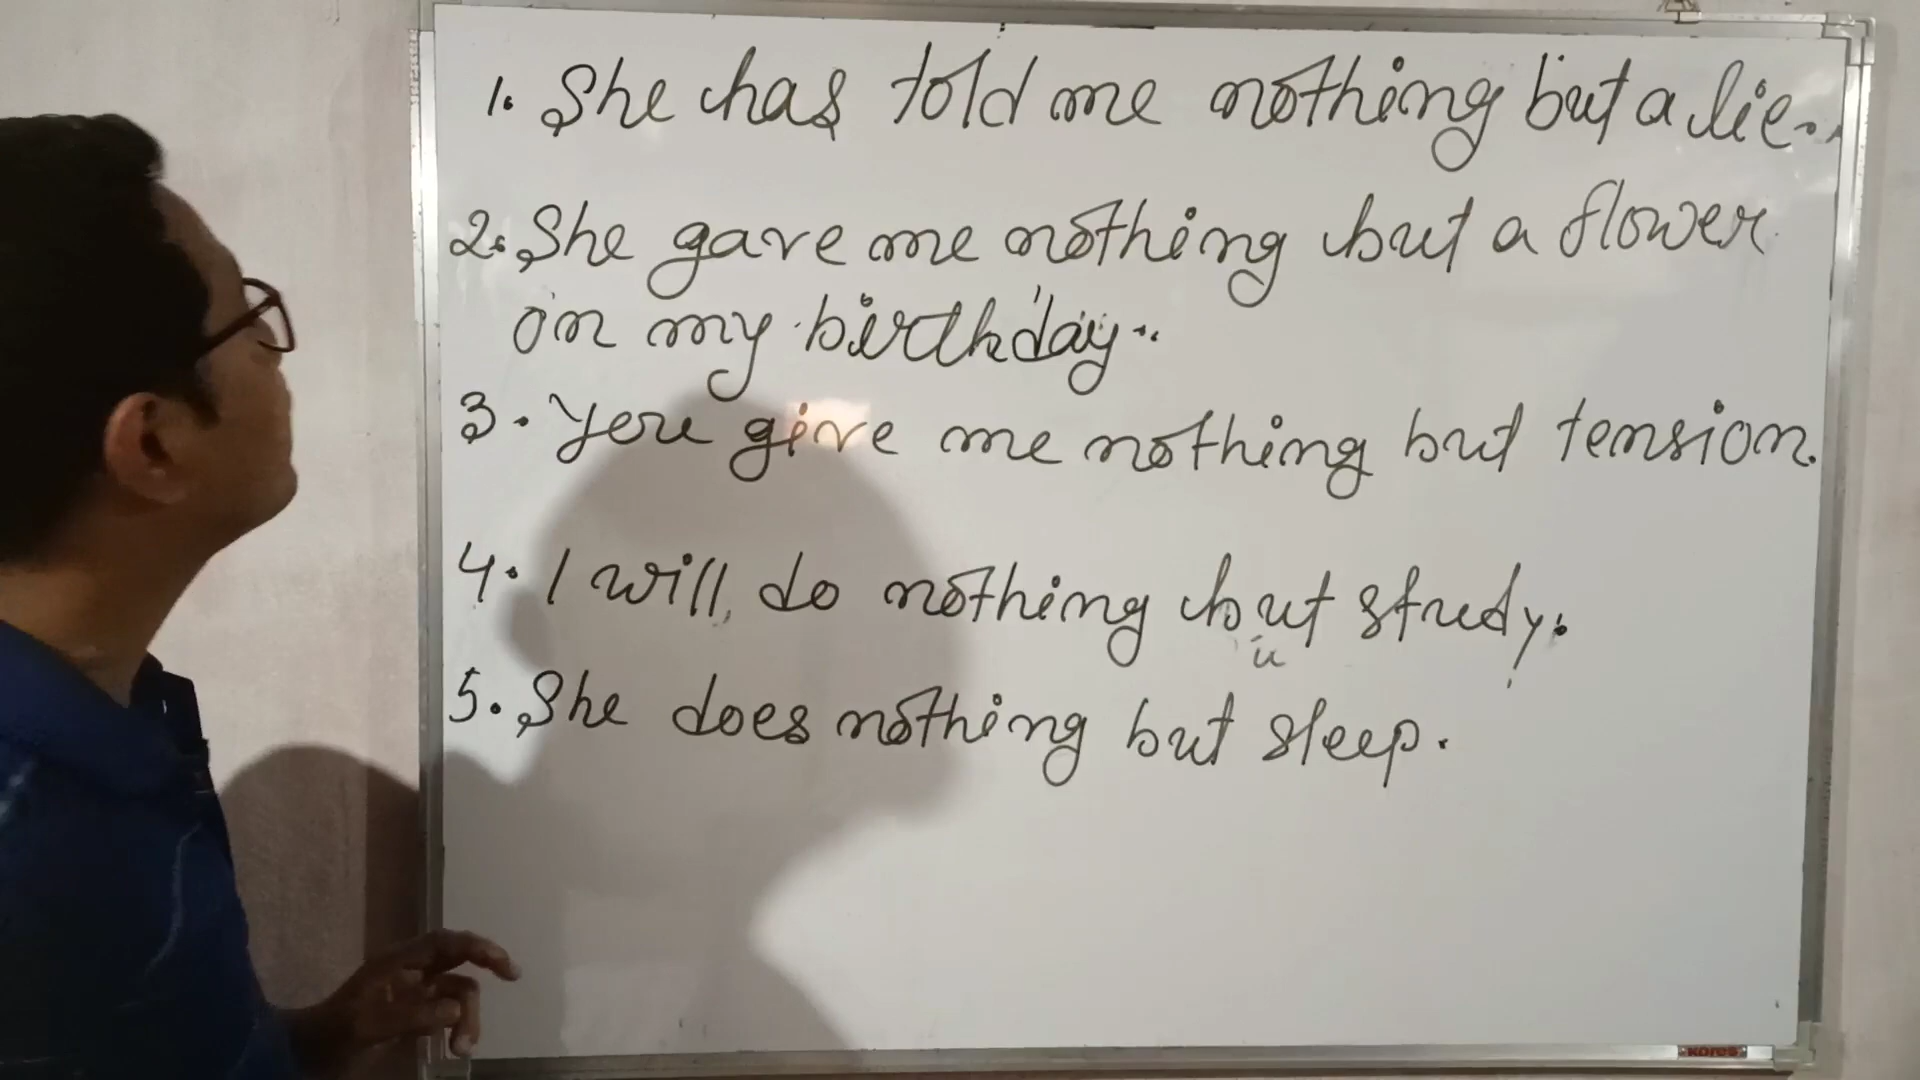 1. She has told me nothing but a lie.
2. She gave me nothing but a flower
on my birthday.
3. You give me nothing but tension.
4. I will do nothing but study.
5. She does nothing but sleep.
KORES